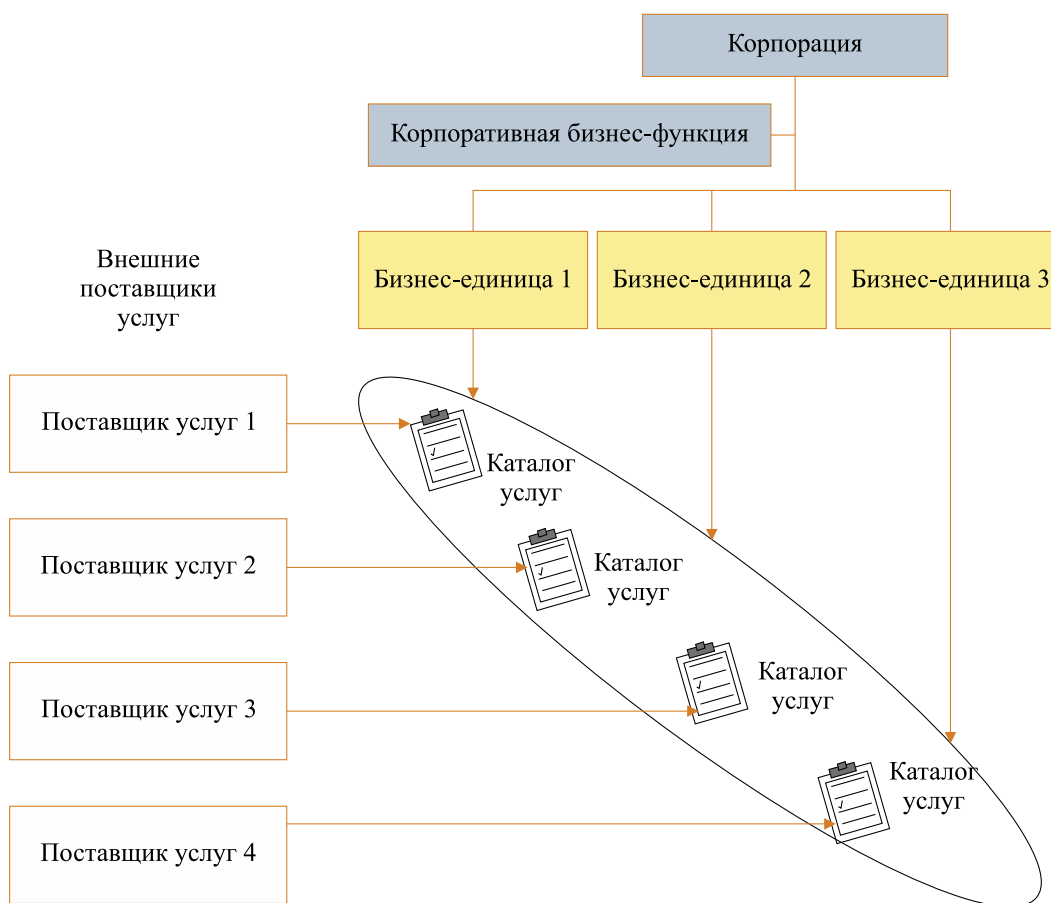 Корпорация
Корпоративная бизнес-функция
Внешние
поставщики
услуг
Бизнес-единица 1
Бизнес-единица 2
Бизнес-единица 3
Поставщик услуг 1
Каталог
услуг
Поставщик услуг 2
Каталог
услуг
Поставщик услуг 3
Каталог
услуг
Поставщик услуг 4
Каталог
услуг